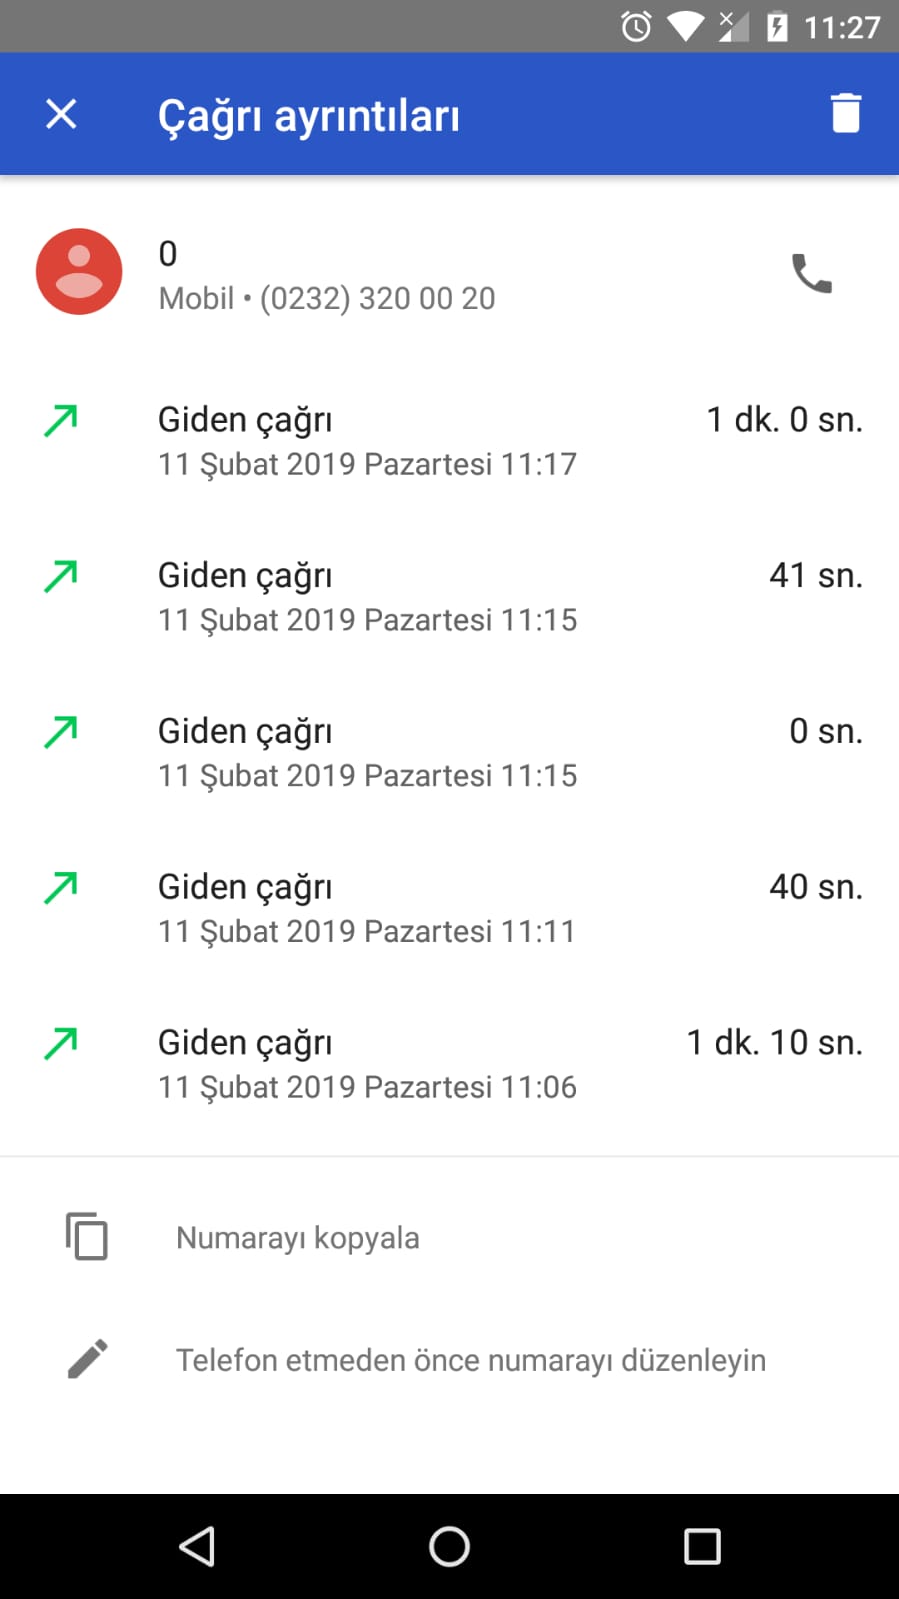 11:27
Çağrı ayrıntıları
0
Mobil • (0232) 320 00 20
Giden çağrı 1 dk. 0 sn.
11 Şubat 2019 Pazartesi 11:17
Giden çağrı 41 sn.
11 Şubat 2019 Pazartesi 11:15
Giden çağrı 0 sn.
11 Şubat 2019 Pazartesi 11:15
Giden çağrı 40 sn.
11 Şubat 2019 Pazartesi 11:11
Giden çağrı 1 dk. 10 sn.
11 Şubat 2019 Pazartesi 11:06
Numarayı kopyala
Telefon etmeden önce numarayı düzenleyin